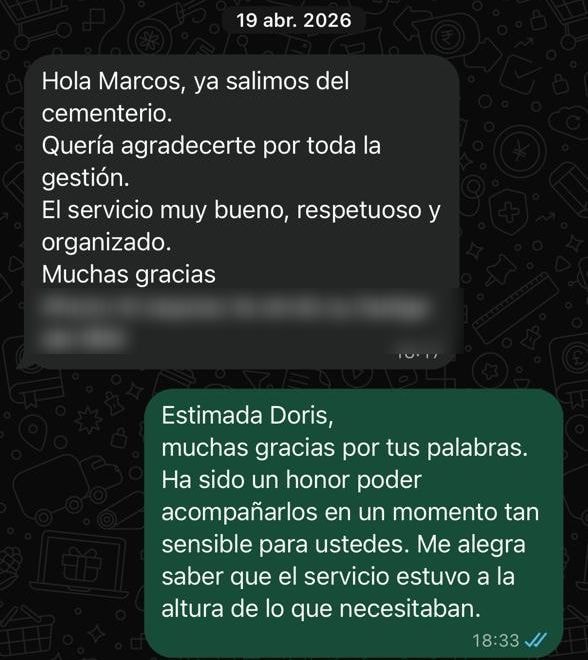 19 abr. 2026
Hola Marcos, ya salimos del
cementerio.
Quería agradecerte por toda la
gestión.
El servicio muy bueno, respetuoso y
organizado.
Muchas gracias
Estimada Doris,
muchas gracias por tus palabras.
Ha sido un honor poder
acompañarlos en un momento tan
sensible para ustedes. Me alegra
saber que el servicio estuvo a la
altura de lo que necesitaban.
18:33